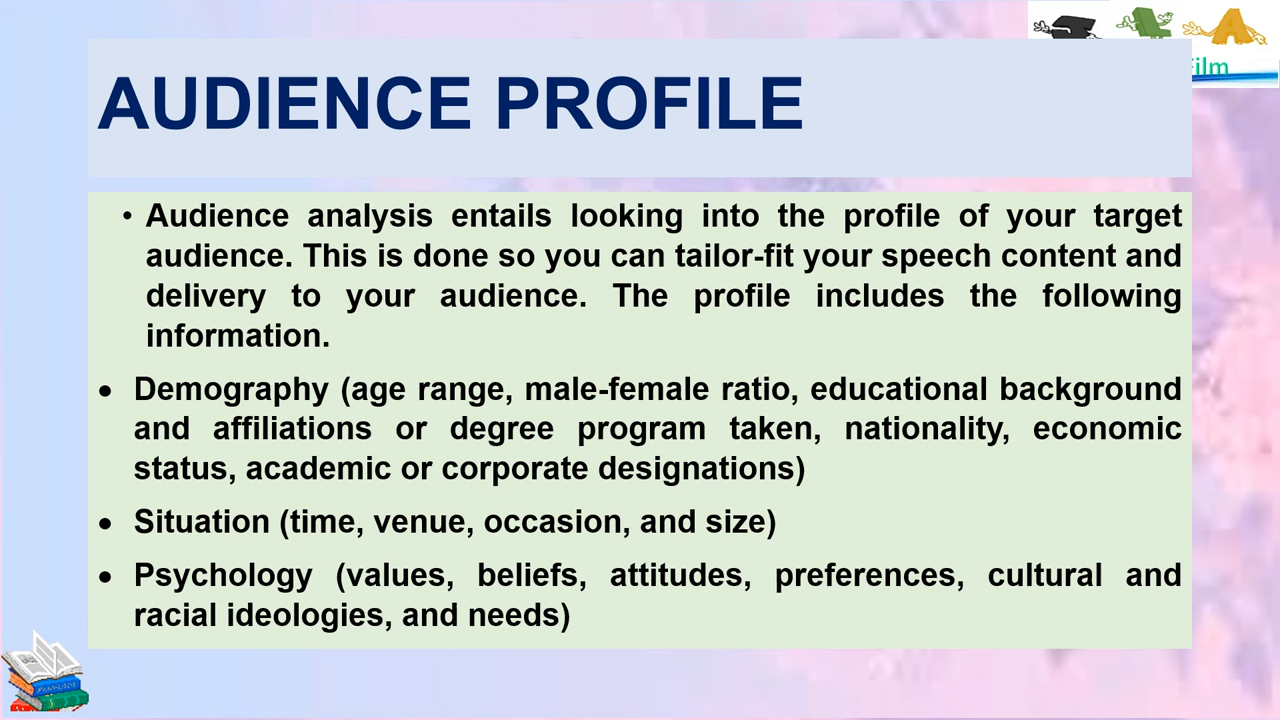 AUDIENCE PROFILE
• Audience analysis entails looking into the profile of your target
audience. This is done so you can tailor-fit your speech content and
delivery to your audience. The profile includes the following
information.
• Demography (age range, male-female ratio, educational background
and affiliations or degree program taken, nationality, economic
status, academic or corporate designations)
• Situation (time, venue, occasion, and size)
• Psychology (values, beliefs, attitudes, preferences, cultural and
racial ideologies, and needs)